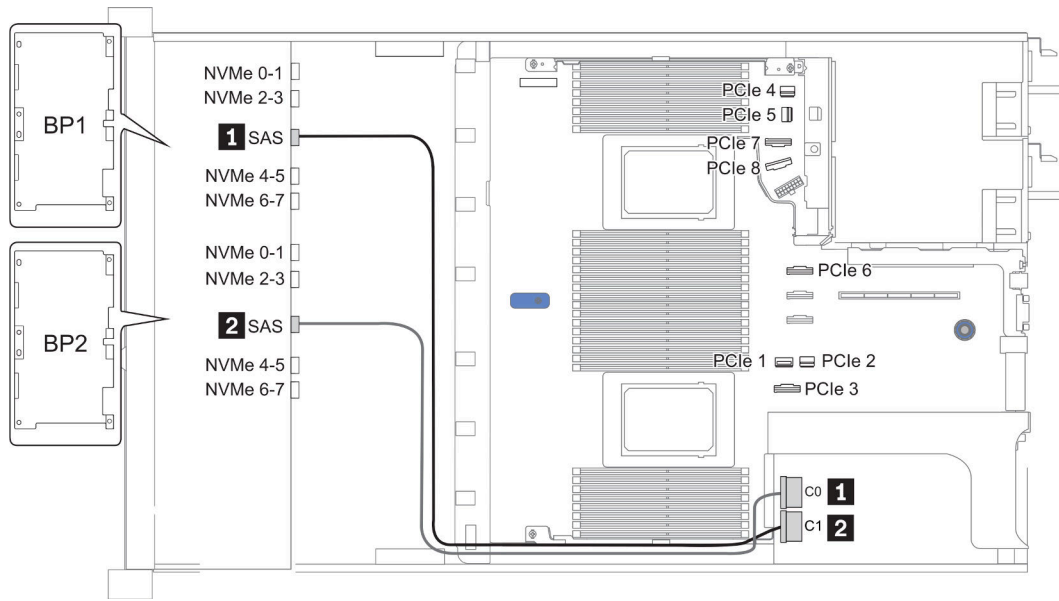 BP1
NVMe 0-1
NVMe 2-3
1 SAS
NVMe 4-5
NVMe 6-7
BP2
NVMe 0-1
NVMe 2-3
2 SAS
NVMe 4-5
NVMe 6-7
PCIe 4
PCIe 5
PCIe 7
PCIe 8
PCIe 6
PCIe 1
PCIe 2
PCIe 3
C0 1
C1 2